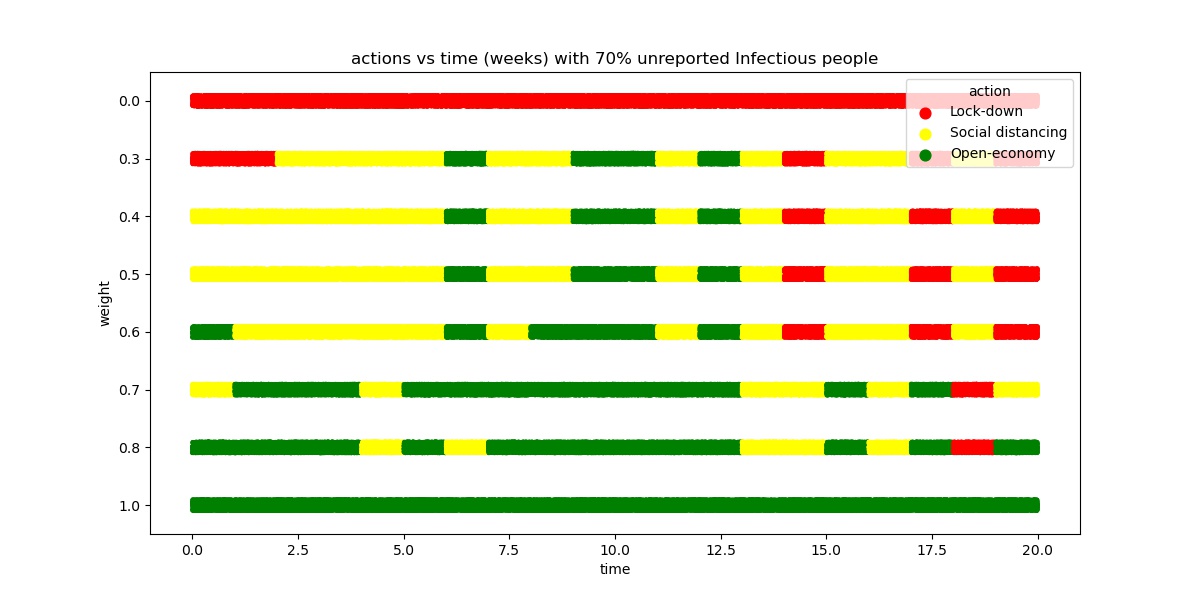 actions vs time (weeks) with 70% unreported Infectious people
action
Lock-down
Social distancing
Open-economy
weight
0.0
0.3
0.4
0.5
0.6
0.7
0.8
1.0
0.0 2.5 5.0 7.5 10.0 12.5 15.0 17.5 20.0
time